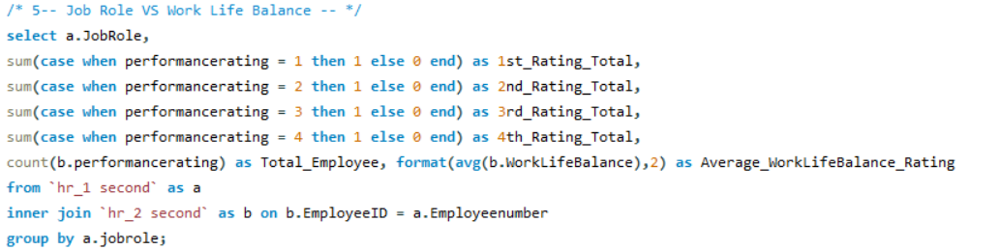 /* 5-- Job Role VS Work Life Balance -- */
select a.JobRole,
sum(case when performancerating = 1 then 1 else 0 end) as 1st_Rating_Total,
sum(case when performancerating = 2 then 1 else 0 end) as 2nd_Rating_Total,
sum(case when performancerating = 3 then 1 else 0 end) as 3rd_Rating_Total,
sum(case when performancerating = 4 then 1 else 0 end) as 4th_Rating_Total,
count(b.performancerating) as Total_Employee, format(avg(b.WorkLifeBalance),2) as Average_WorkLifeBalance_Rating
from `hr_1 second` as a
inner join `hr_2 second` as b on b.EmployeeID = a.Employeenumber
group by a.jobrole;